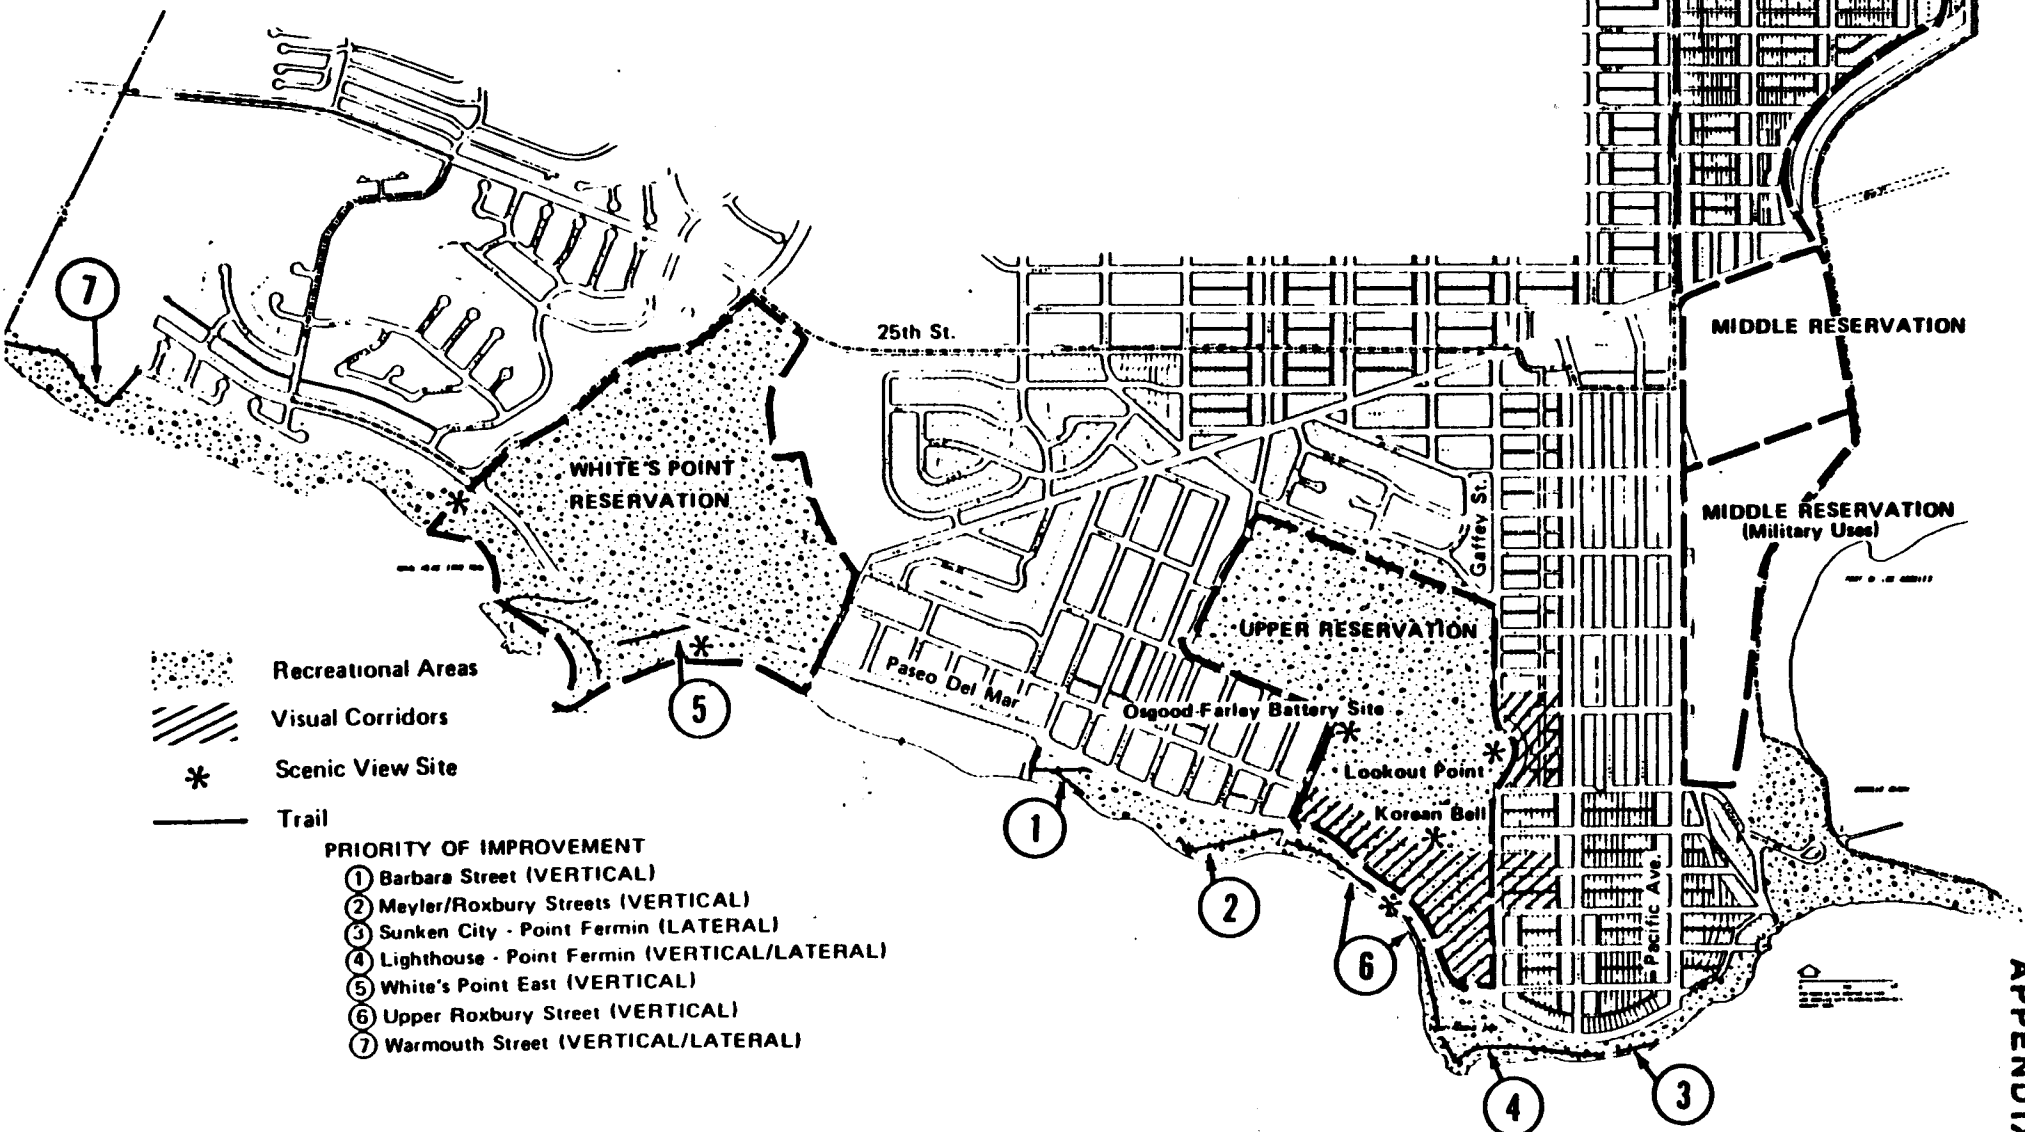 7
25th St.
MIDDLE RESERVATION
WHITE'S POINT
RESERVATION
Gaffey St.
MIDDLE RESERVATION
(Military Uses)
UPPER RESERVATION
Paseo Del Mar
Osgood-Farley Battery Site
Lookout Point
Korean Bell
Pacific Ave.
5
1
2
6
4
3
Recreational Areas
Visual Corridors
Scenic View Site
Trail
PRIORITY OF IMPROVEMENT
1 Barbara Street (VERTICAL)
2 Meyler/Roxbury Streets (VERTICAL)
3 Sunken City - Point Fermin (LATERAL)
4 Lighthouse - Point Fermin (VERTICAL/LATERAL)
5 White's Point East (VERTICAL)
6 Upper Roxbury Street (VERTICAL)
7 Warmouth Street (VERTICAL/LATERAL)